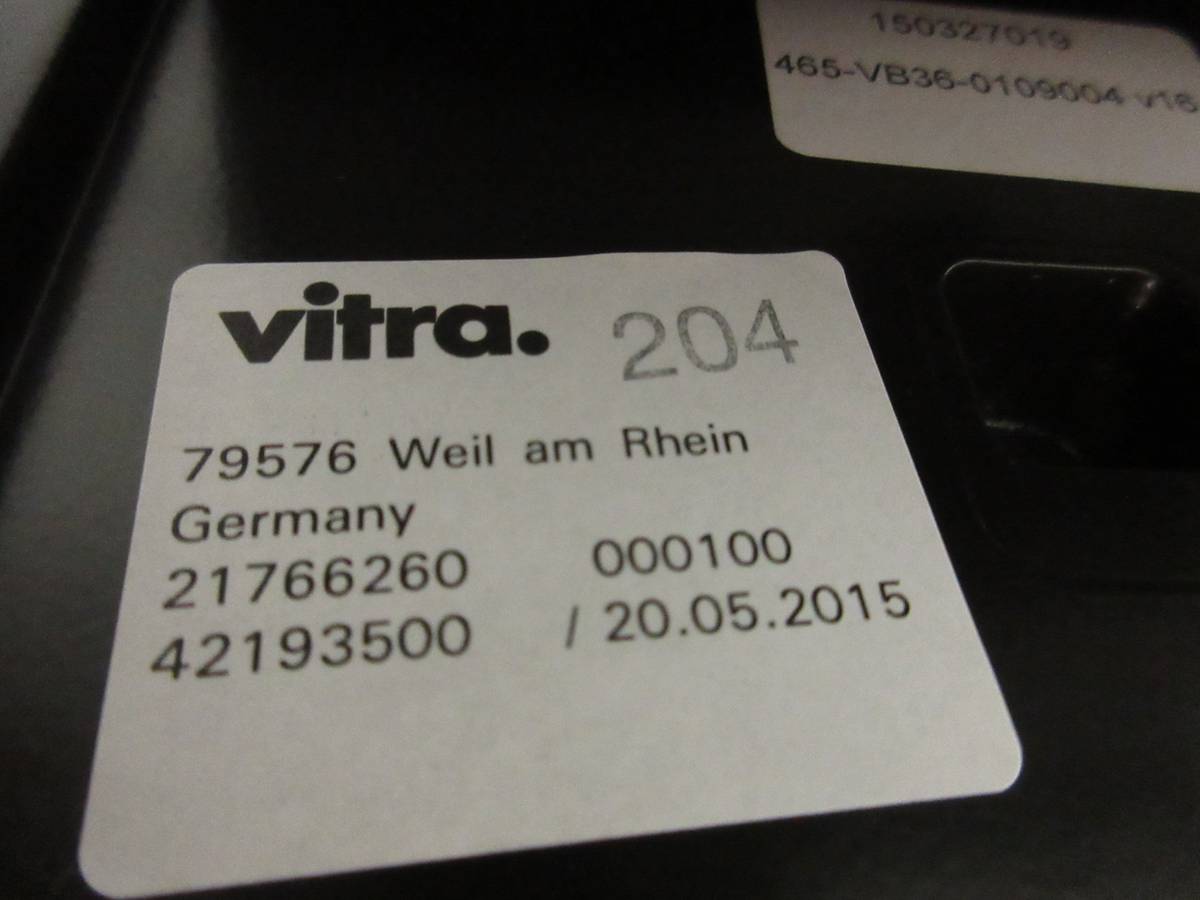 150327019
465-VB36-0109004 v18
vitra. 204
79576 Weil am Rhein
Germany
21766260 000100
42193500 / 20.05.2015